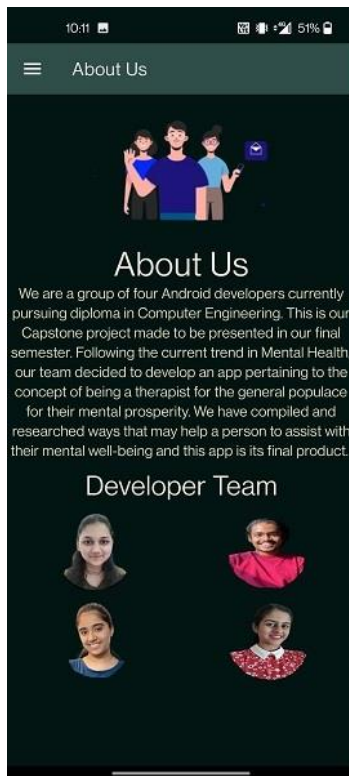 10:11 51%
About Us
About Us
We are a group of four Android developers currently
pursuing diploma in Computer Engineering. This is our
Capstone project made to be presented in our final
semester. Following the current trend in Mental Health,
our team decided to develop an app pertaining to the
concept of being a therapist for the general populace
for their mental prosperity. We have compiled and
researched ways that may help a person to assist with
their mental well-being and this app is its final product.
Developer Team